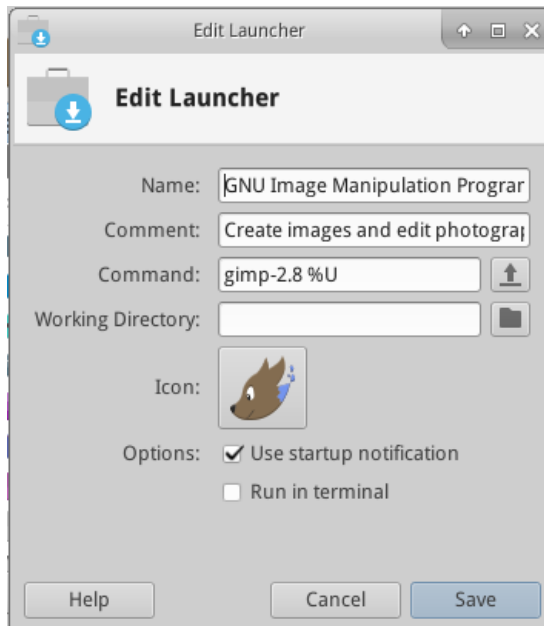 Edit Launcher
Edit Launcher
Name: GNU Image Manipulation Prograr
Comment: Create images and edit photograp
Command: gimp-2.8 %U
Working Directory:
Icon:
Options: Use startup notification
Run in terminal
Help Cancel Save